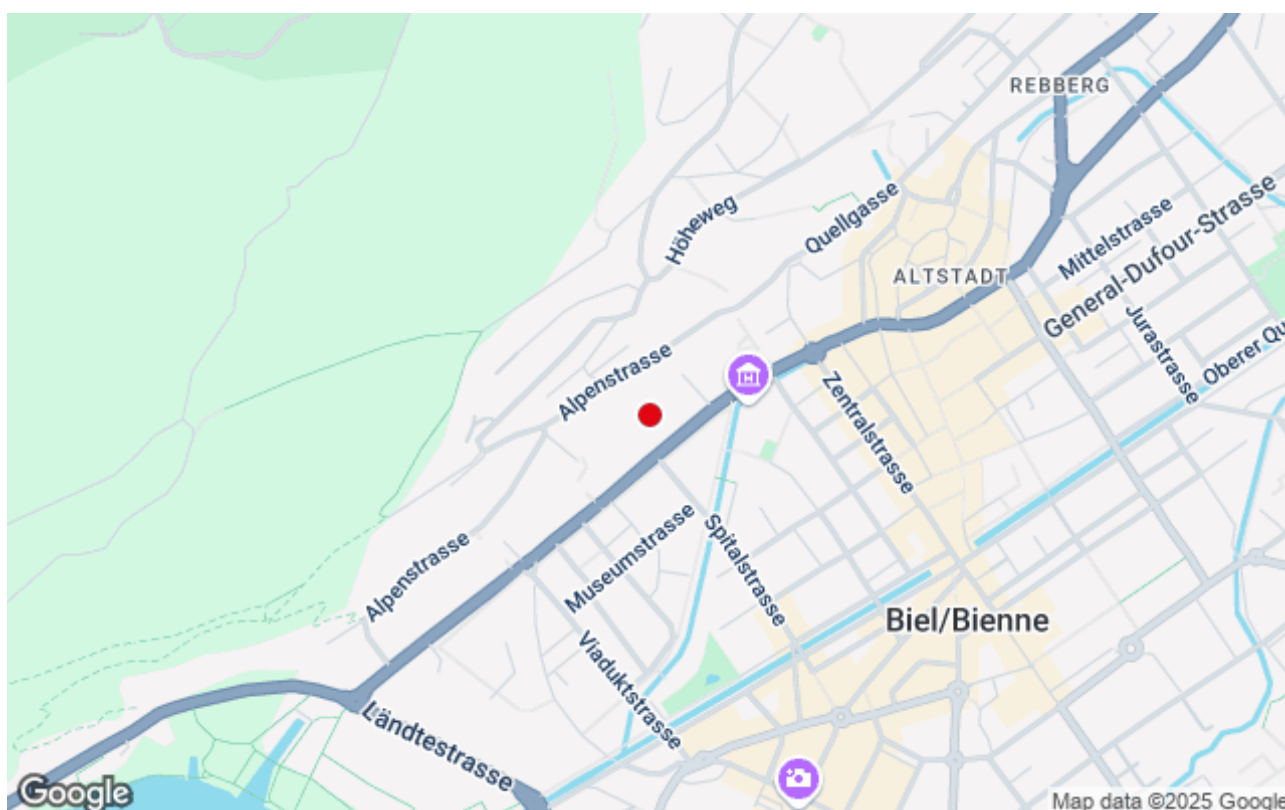 REBBERG
Höheweg
Quellgasse
Mittelstrasse
General-Dufour-Strasse
ALTSTADT
Jurastrasse
Oberer Qu
Alpenstrasse
Zentralstrasse
Museumstrasse
Spitalstrasse
Alpenstrasse
Biel/Bienne
Viaduktstrasse
Ländtestrasse
Google
Map data ©2025 Google